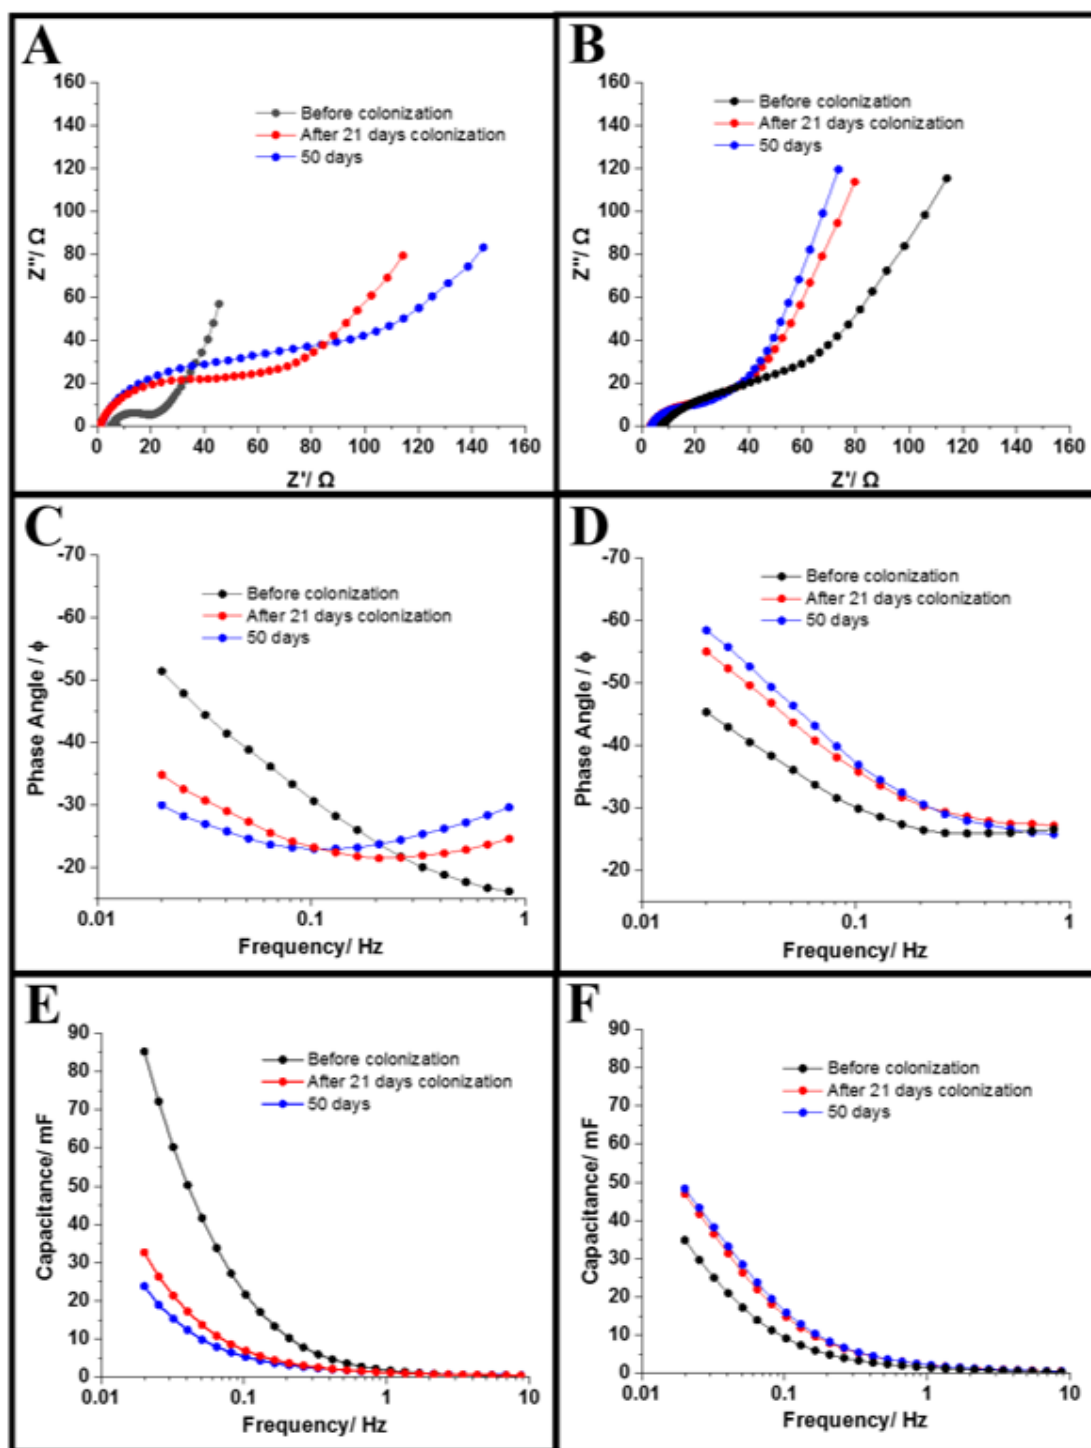 A
160
140
120
100
80
60
40
20
0
Z''/ Ω
Before colonization
After 21 days colonization
50 days
0 20 40 60 80 100 120 140 160
Z'/ Ω
B
160
140
120
100
80
60
40
20
0
Z''/ Ω
Before colonization
After 21 days colonization
50 days
0 20 40 60 80 100 120 140 160
Z'/ Ω
C
-70
-60
-50
-40
-30
-20
Phase Angle / ϕ
Before colonization
After 21 days colonization
50 days
0.01 0.1 1
Frequency/ Hz
D
-70
-60
-50
-40
-30
-20
Phase Angle / ϕ
Before colonization
After 21 days colonization
50 days
0.01 0.1 1
Frequency/ Hz
E
90
80
70
60
50
40
30
20
10
0
Capacitance/ mF
Before colonization
After 21 days colonization
50 days
0.01 0.1 1 10
Frequency/ Hz
F
90
80
70
60
50
40
30
20
10
0
Capacitance/ mF
Before colonization
After 21 days colonization
50 days
0.01 0.1 1 10
Frequency/ Hz